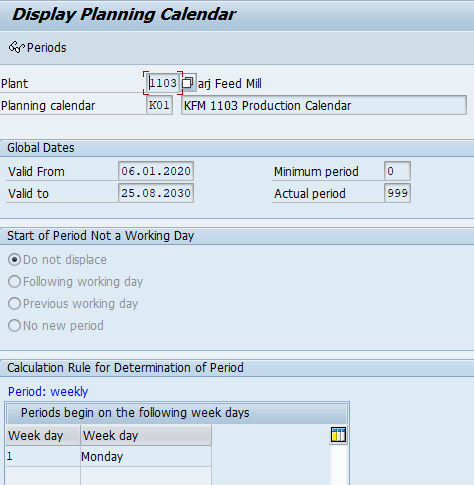 Display Planning Calendar
Periods
Plant 1103 arj Feed Mill
Planning calendar K01 KFM 1103 Production Calendar
Global Dates
Valid From 06.01.2020 Minimum period 0
Valid to 25.08.2030 Actual period 999
Start of Period Not a Working Day
Do not displace
Following working day
Previous working day
No new period
Calculation Rule for Determination of Period
Period: weekly
Periods begin on the following week days
Week day Week day
1 Monday